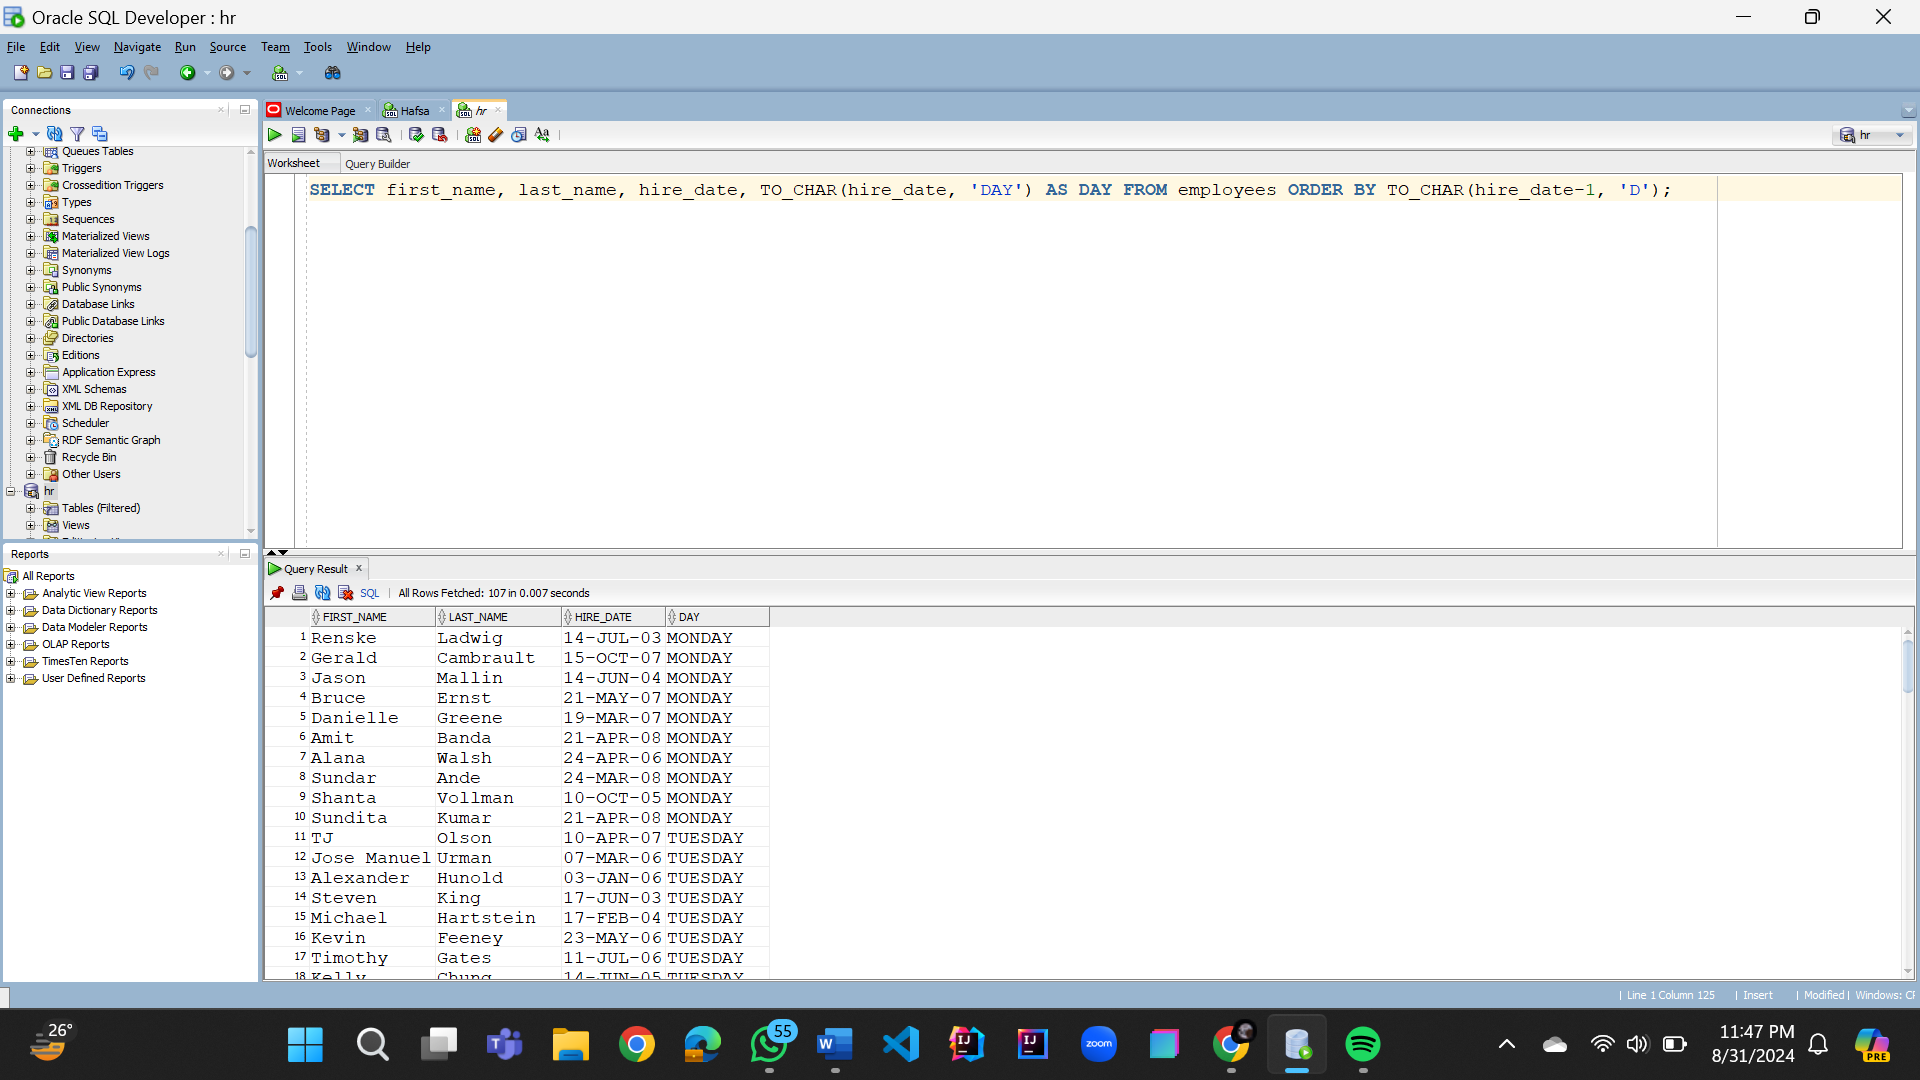 Oracle SQL Developer : hr
File Edit View Navigate Run Source Team Tools Window Help
Connections
Queues Tables
Triggers
Crossedition Triggers
Types
Sequences
Materialized Views
Materialized View Logs
Synonyms
Public Synonyms
Database Links
Public Database Links
Directories
Editions
Application Express
XML Schemas
XML DB Repository
Scheduler
RDF Semantic Graph
Recycle Bin
Other Users
hr
Tables (Filtered)
Views
Reports
All Reports
Analytic View Reports
Data Dictionary Reports
Data Modeler Reports
OLAP Reports
TimesTen Reports
User Defined Reports
Welcome Page Hafsa hr
hr
Worksheet Query Builder
SELECT first_name, last_name, hire_date, TO_CHAR(hire_date, 'DAY') AS DAY FROM employees ORDER BY TO_CHAR(hire_date-1, 'D');
Query Result
SQL | All Rows Fetched: 107 in 0.007 seconds
FIRST_NAME LAST_NAME HIRE_DATE DAY
1 Renske Ladwig 14-JUL-03 MONDAY
2 Gerald Cambrault 15-OCT-07 MONDAY
3 Jason Mallin 14-JUN-04 MONDAY
4 Bruce Ernst 21-MAY-07 MONDAY
5 Danielle Greene 19-MAR-07 MONDAY
6 Amit Banda 21-APR-08 MONDAY
7 Alana Walsh 24-APR-06 MONDAY
8 Sundar Ande 24-MAR-08 MONDAY
9 Shanta Vollman 10-OCT-05 MONDAY
10 Sundita Kumar 21-APR-08 MONDAY
11 TJ Olson 10-APR-07 TUESDAY
12 Jose Manuel Urman 07-MAR-06 TUESDAY
13 Alexander Hunold 03-JAN-06 TUESDAY
14 Steven King 17-JUN-03 TUESDAY
15 Michael Hartstein 17-FEB-04 TUESDAY
16 Kevin Feeney 23-MAY-06 TUESDAY
17 Timothy Gates 11-JUL-06 TUESDAY
18 Kelly Chung 14-JUN-05 TUESDAY
| Line 1 Column 125 | Insert | Modified | Windows: CF
26°
55
zoom
11:47 PM
8/31/2024
PRE